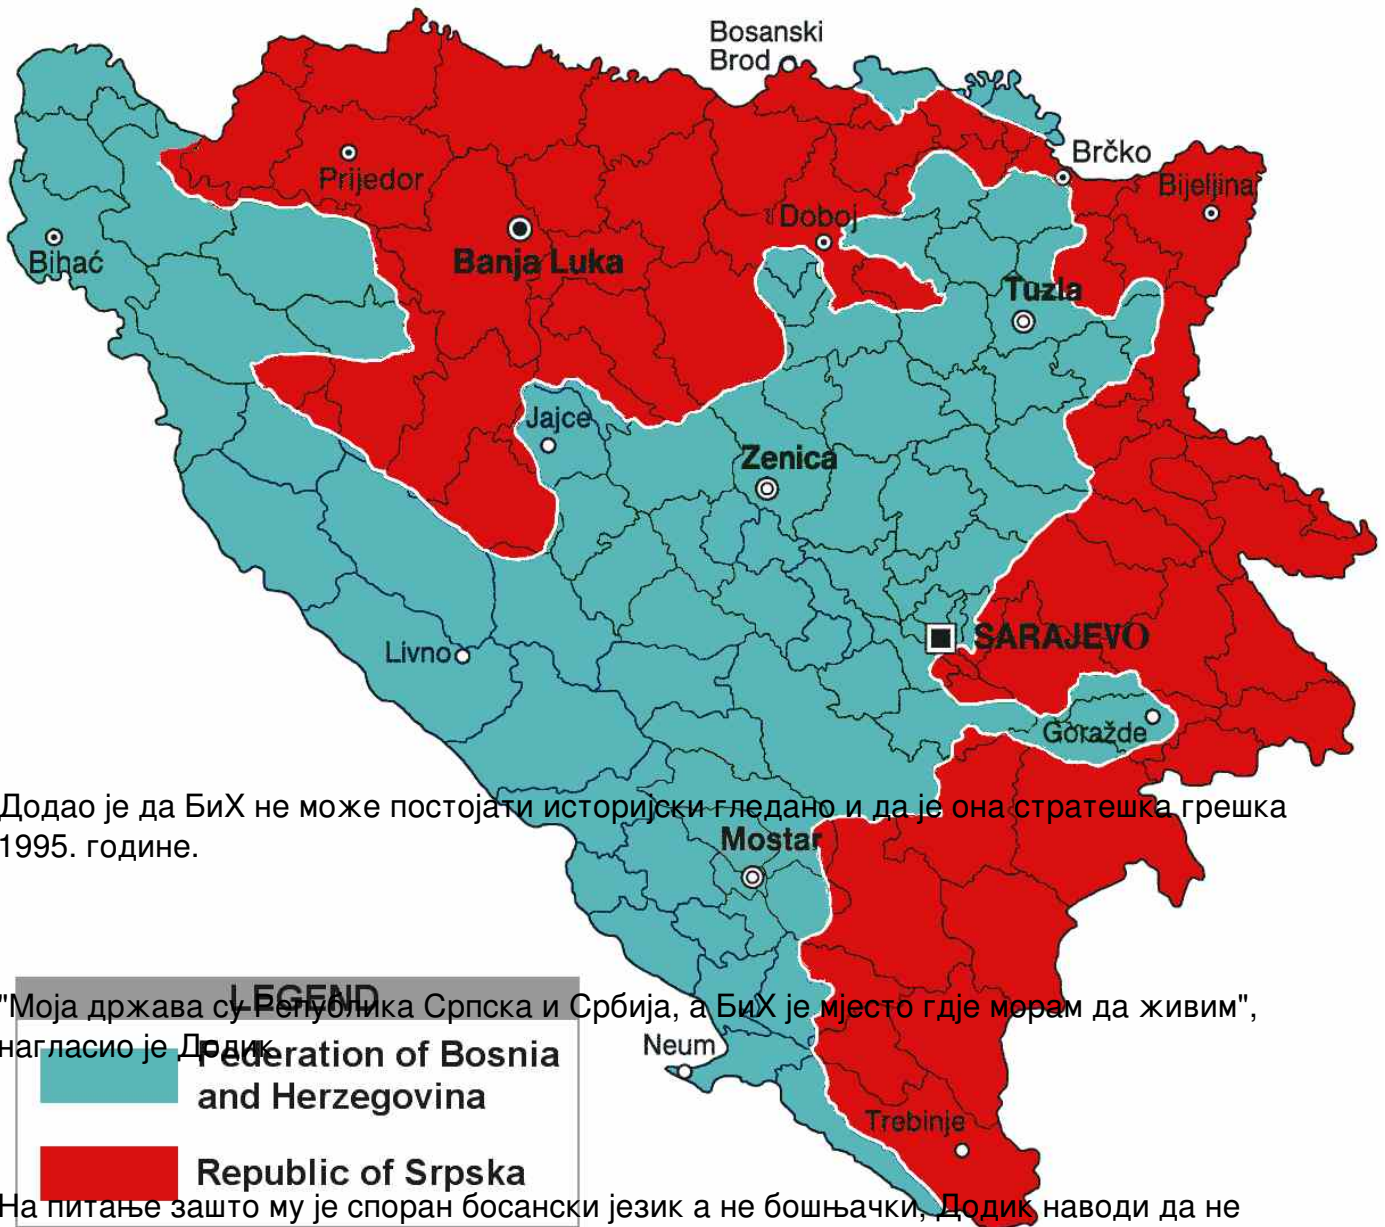 Bosanski
Brod
Brčko
Prijedor
Bijeljina
Doboj
Bihać
Banja Luka
Tuzla
Jajce
Zenica
SARAJEVO
Livno
Goražde
Додао је да БиХ не може постојати историјски гледано и да је она стратешка грешка
1995. године.
Mostar
LEGEND
"Моја држава су Република Српска и Србија, а БиХ је мјесто гдје морам да живим",
нагласио је Додик.
Federation of Bosnia
and Herzegovina
Neum
Trebinje
Republic of Srpska
На питање зашто му је споран босански језик а не бошњачки, Додик наводи да не